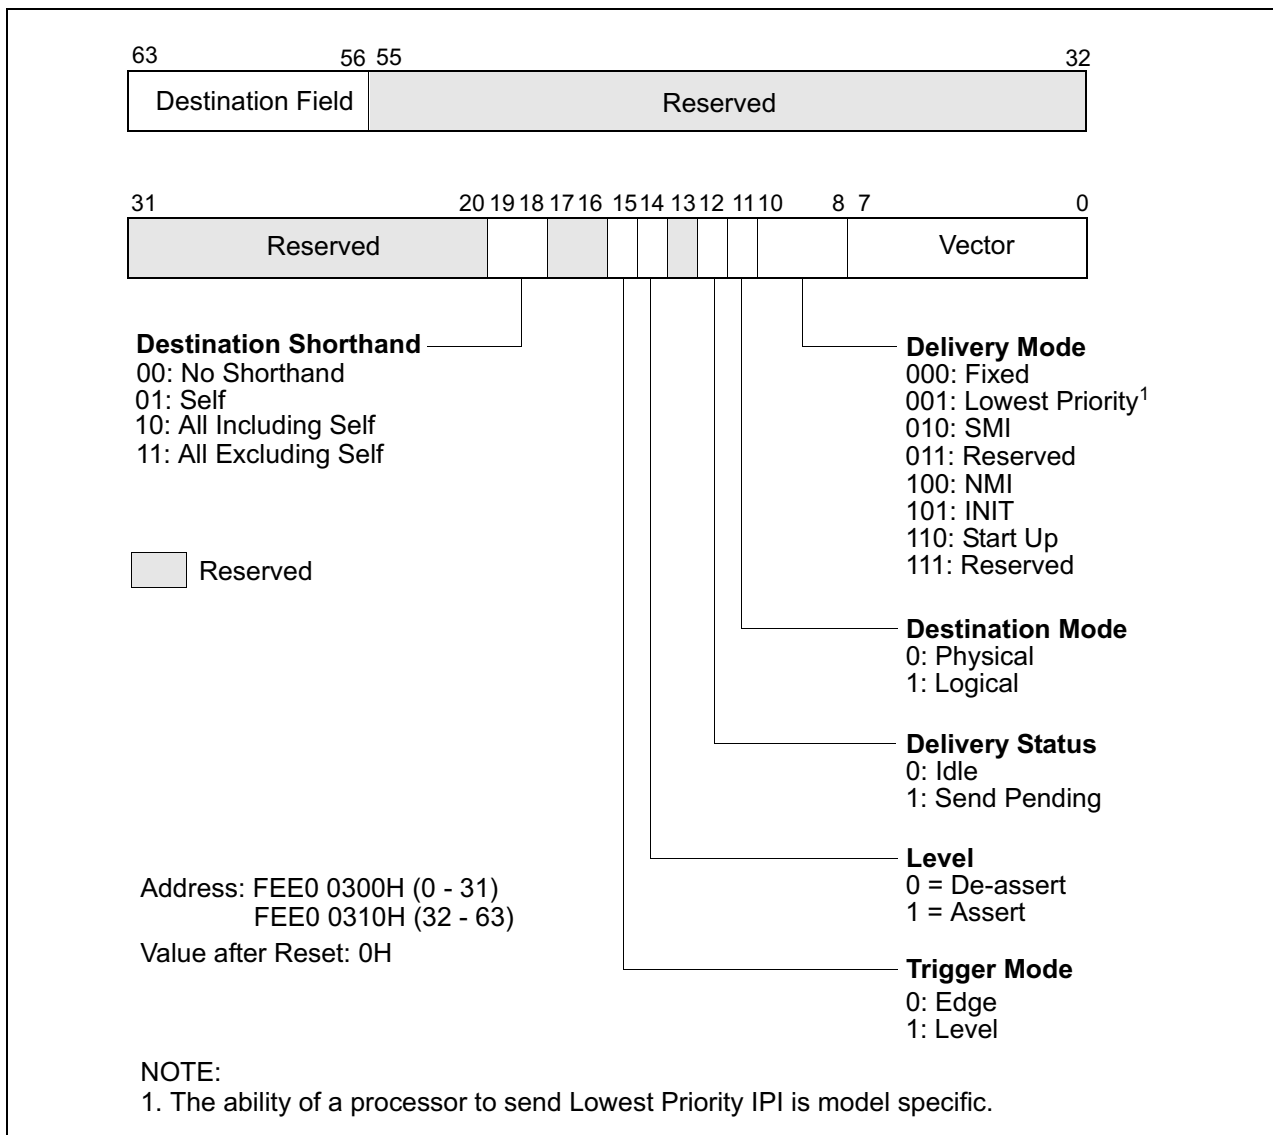 63 56 55 32
Destination Field Reserved
31 20 19 18 17 16 15 14 13 12 11 10 8 7 0
Reserved Vector
Destination Shorthand
00: No Shorthand
01: Self
10: All Including Self
11: All Excluding Self
Reserved
Delivery Mode
000: Fixed
001: Lowest Priority1
010: SMI
011: Reserved
100: NMI
101: INIT
110: Start Up
111: Reserved
Destination Mode
0: Physical
1: Logical
Delivery Status
0: Idle
1: Send Pending
Level
0 = De-assert
1 = Assert
Trigger Mode
0: Edge
1: Level
Address: FEE0 0300H (0 - 31)
FEE0 0310H (32 - 63)
Value after Reset: 0H
NOTE:
1. The ability of a processor to send Lowest Priority IPI is model specific.